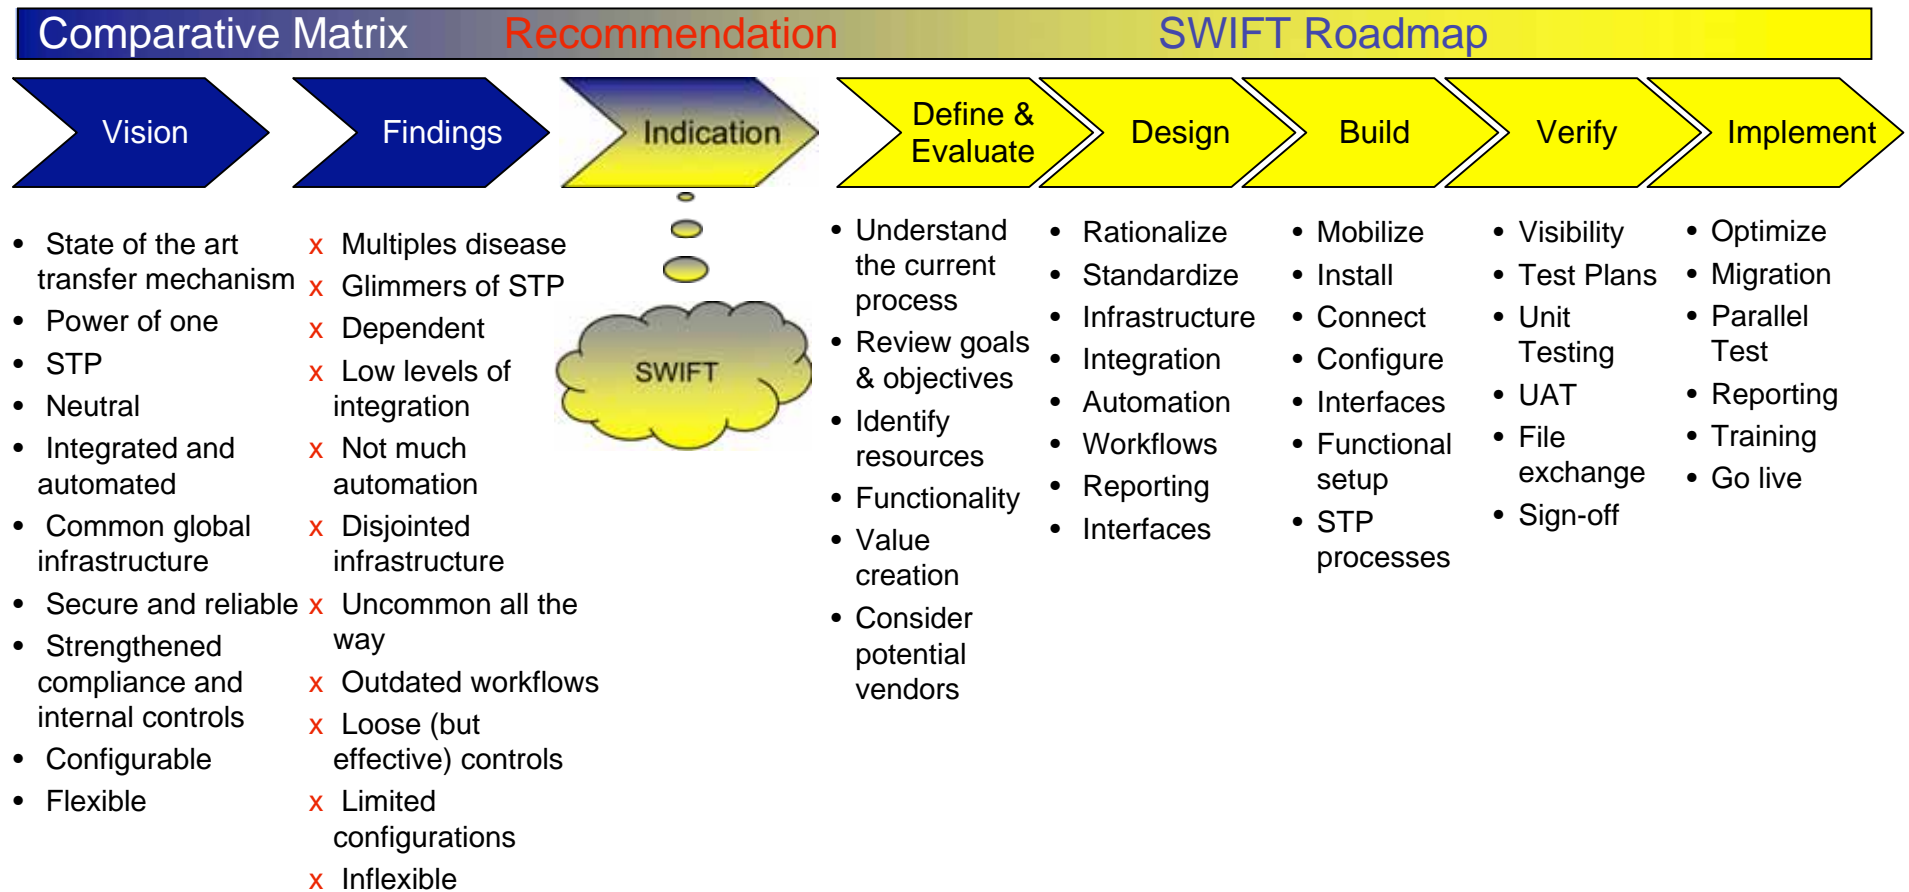 Comparative Matrix Recommendation SWIFT Roadmap
Vision
Findings
Indication
Define &
Evaluate
Design
Build
Verify
Implement
• State of the art
transfer mechanism
• Power of one
• STP
• Neutral
• Integrated and
automated
• Common global
infrastructure
• Secure and reliable
• Strengthened
compliance and
internal controls
• Configurable
• Flexible
x Multiples disease
x Glimmers of STP
x Dependent
x Low levels of
integration
x Not much
automation
x Disjointed
infrastructure
x Uncommon all the
way
x Outdated workflows
x Loose (but
effective) controls
x Limited
configurations
x Inflexible
SWIFT
• Understand
the current
process
• Review goals
& objectives
• Identify
resources
• Functionality
• Value
creation
• Consider
potential
vendors
• Rationalize
• Standardize
• Infrastructure
• Integration
• Automation
• Workflows
• Reporting
• Interfaces
• Mobilize
• Install
• Connect
• Configure
• Interfaces
• Functional
setup
• STP
processes
• Visibility
• Test Plans
• Unit
Testing
• UAT
• File
exchange
• Sign-off
• Optimize
• Migration
• Parallel
Test
• Reporting
• Training
• Go live